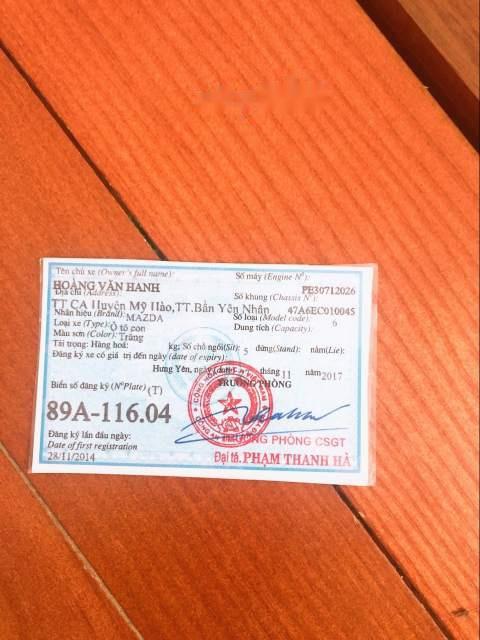 Tên chủ xe (Owner's full name): Số máy (Engine N°):
HOÀNG VĂN HANH PE30712026
Địa chỉ (Address): Số khung (Chassis N°):
TT CA Huyện Mỹ Hào,TT.Bần Yên Nhân 47A6EC010045
Nhãn hiệu (Brand): MAZDA Số loại (Model code): 6
Loại xe (Type): Ô tô con Dung tích (Capacity):
Màu sơn (Color): Trắng
Tải trọng: Hàng hoá: kg; Số chỗ ngồi(Sit): 5 đứng(Stand): nằm(Lie):
Đăng ký xe có giá trị đến ngày (date of expiry)
Hưng Yên, ngày tháng 11 năm 2017
Biển số đăng ký (N°Plate) (T) TRƯỞNG PHÒNG
89A-116.04
Đăng ký lần đầu ngày: PHÒNG CSGT
Date of first registration
28/11/2014 Đại tá. PHẠM THANH HÀ